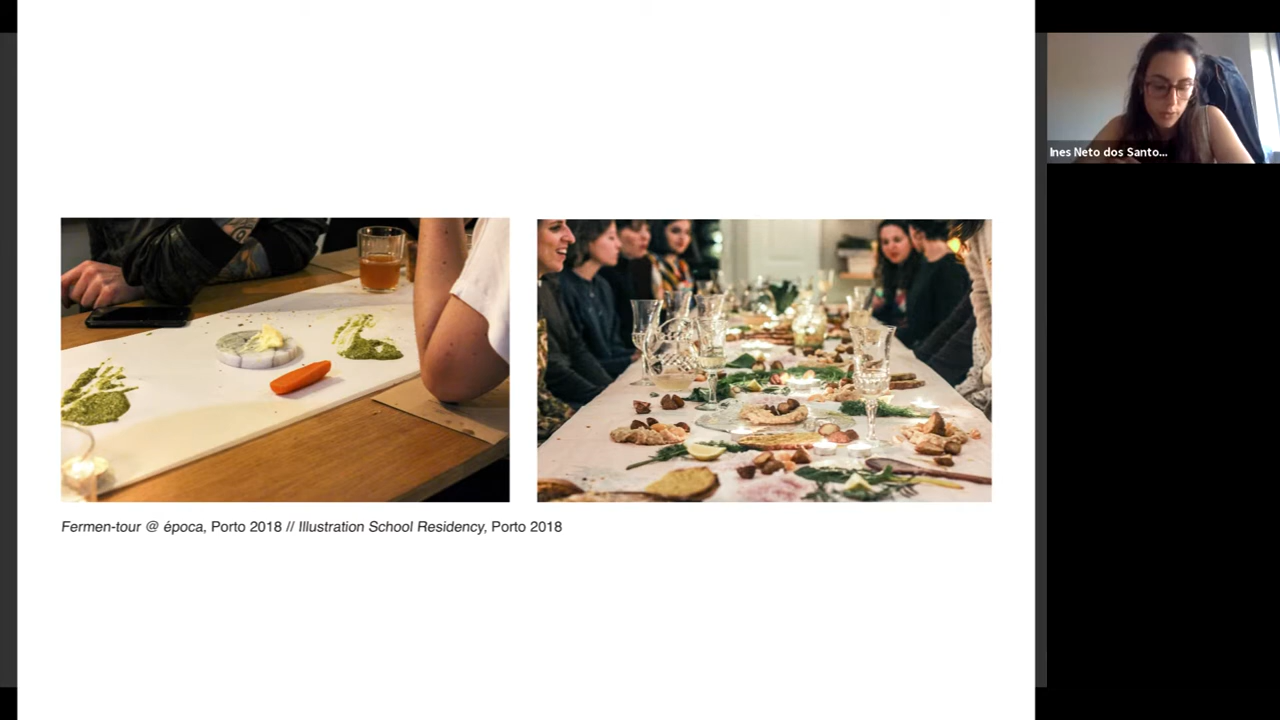 Ines Neto dos Santo...
Fermen-tour @ época, Porto 2018 // Illustration School Residency, Porto 2018